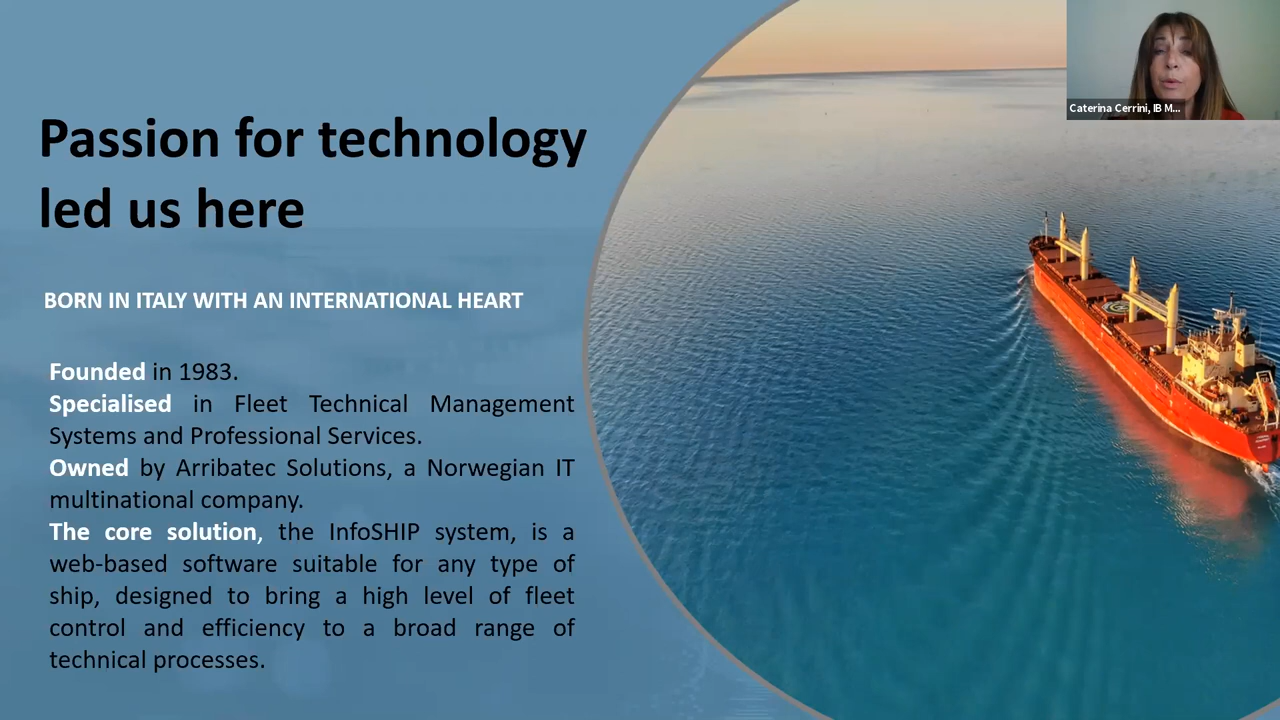 Passion for technology
led us here
BORN IN ITALY WITH AN INTERNATIONAL HEART
Founded in 1983.
Specialised in Fleet Technical Management
Systems and Professional Services.
Owned by Arribatec Solutions, a Norwegian IT
multinational company.
The core solution, the InfoSHIP system, is a
web-based software suitable for any type of
ship, designed to bring a high level of fleet
control and efficiency to a broad range of
technical processes.
Caterina Cerrini, IB M...